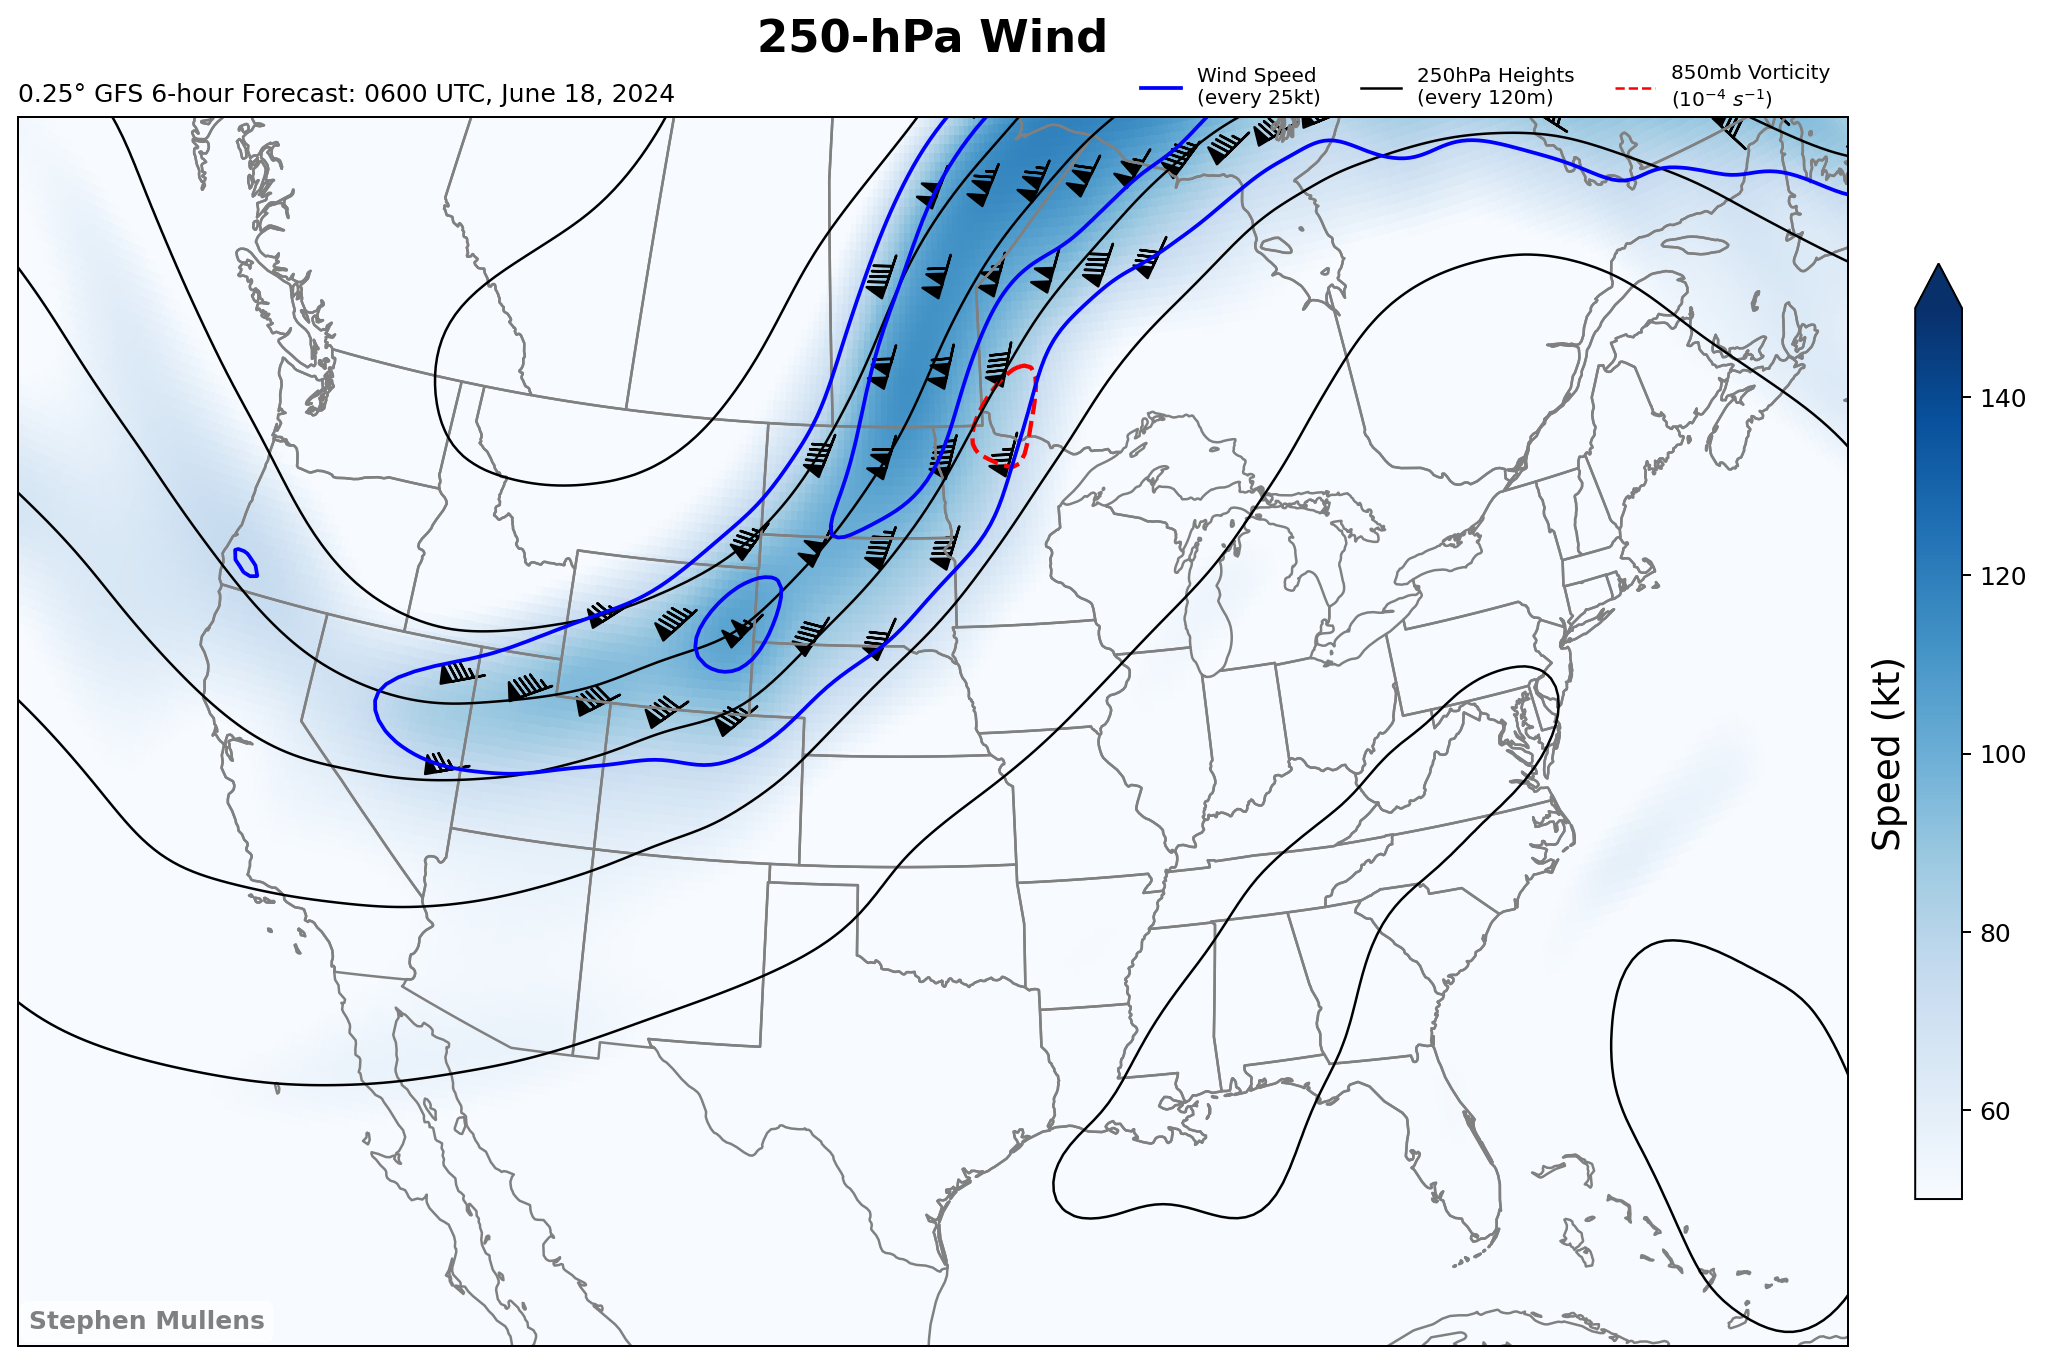 250-hPa Wind
0.25° GFS 6-hour Forecast: 0600 UTC, June 18, 2024
Wind Speed
(every 25kt)
250hPa Heights
(every 120m)
850mb Vorticity
(10⁻⁴ s⁻¹)
140
120
100
80
60
Speed (kt)
Stephen Mullens